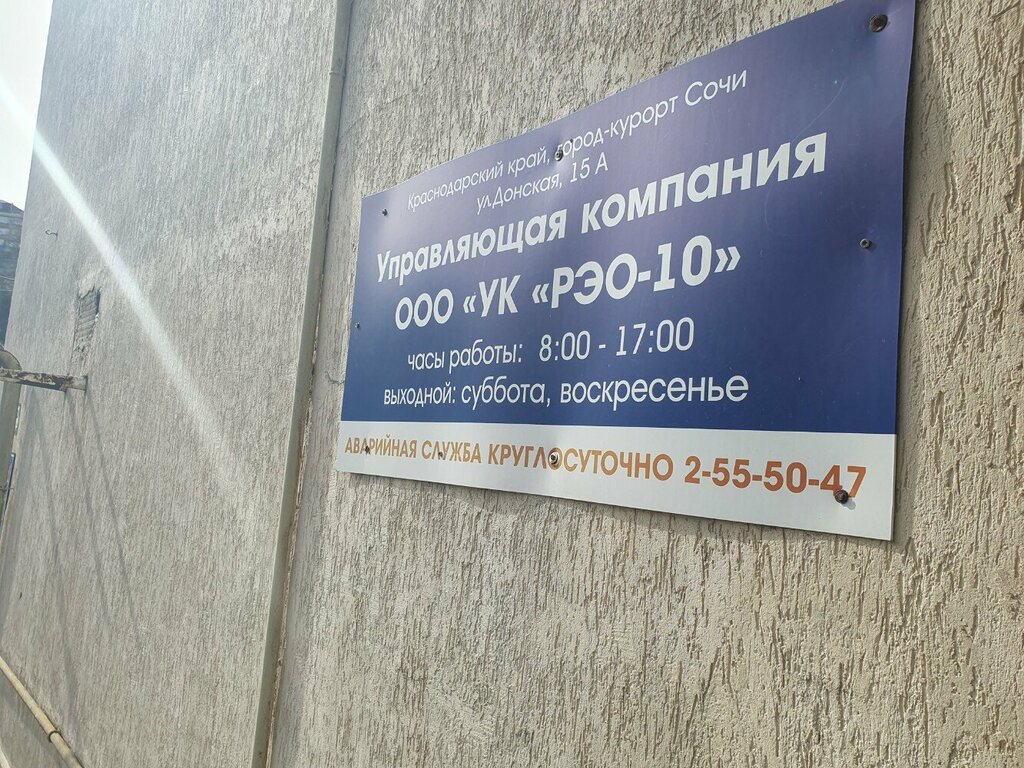 Краснодарский край, город-курорт Сочи
ул.Донская, 15 А
Управляющая компания
ООО «УК «РЭО-10»
часы работы: 8:00 - 17:00
выходной: суббота, воскресенье
АВАРИЙНАЯ СЛУЖБА КРУГЛОСУТОЧНО 2-55-50-47